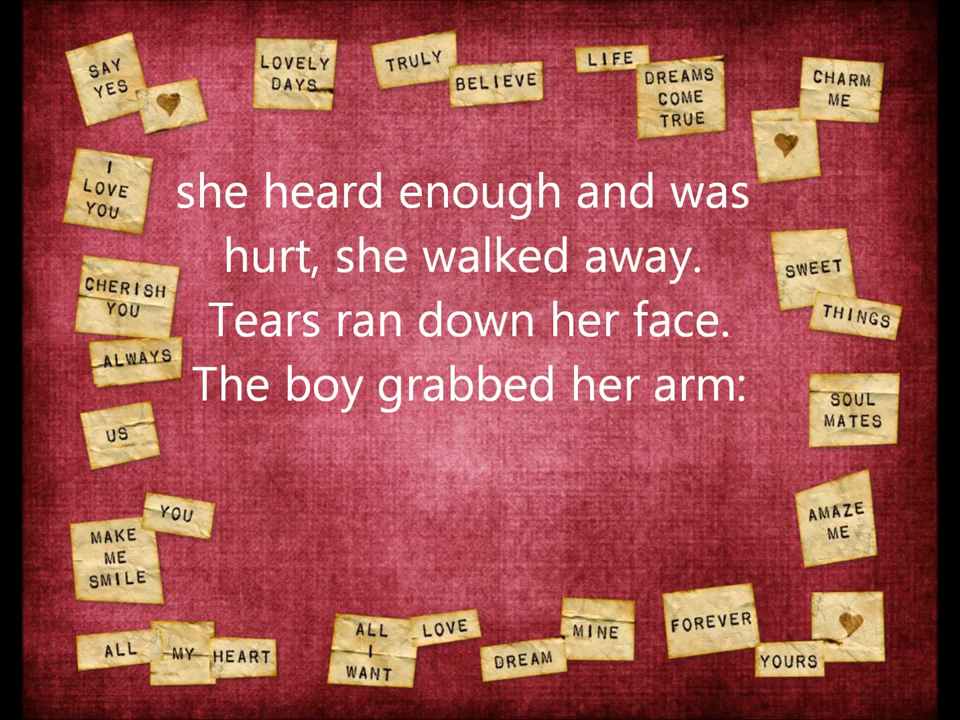 SAY
YES
LOVELY
DAYS
TRULY
BELIEVE
LIFE
DREAMS
COME
TRUE
CHARM
ME
I
LOVE
YOU
she heard enough and was
hurt, she walked away.
Tears ran down her face.
The boy grabbed her arm:
CHERISH
YOU
ALWAYS
US
YOU
MAKE
ME
SMILE
ALL
MY
HEART
ALL
I
WANT
LOVE
DREAM
MINE
FOREVER
YOURS
SWEET
THINGS
SOUL
MATES
AMAZE
ME